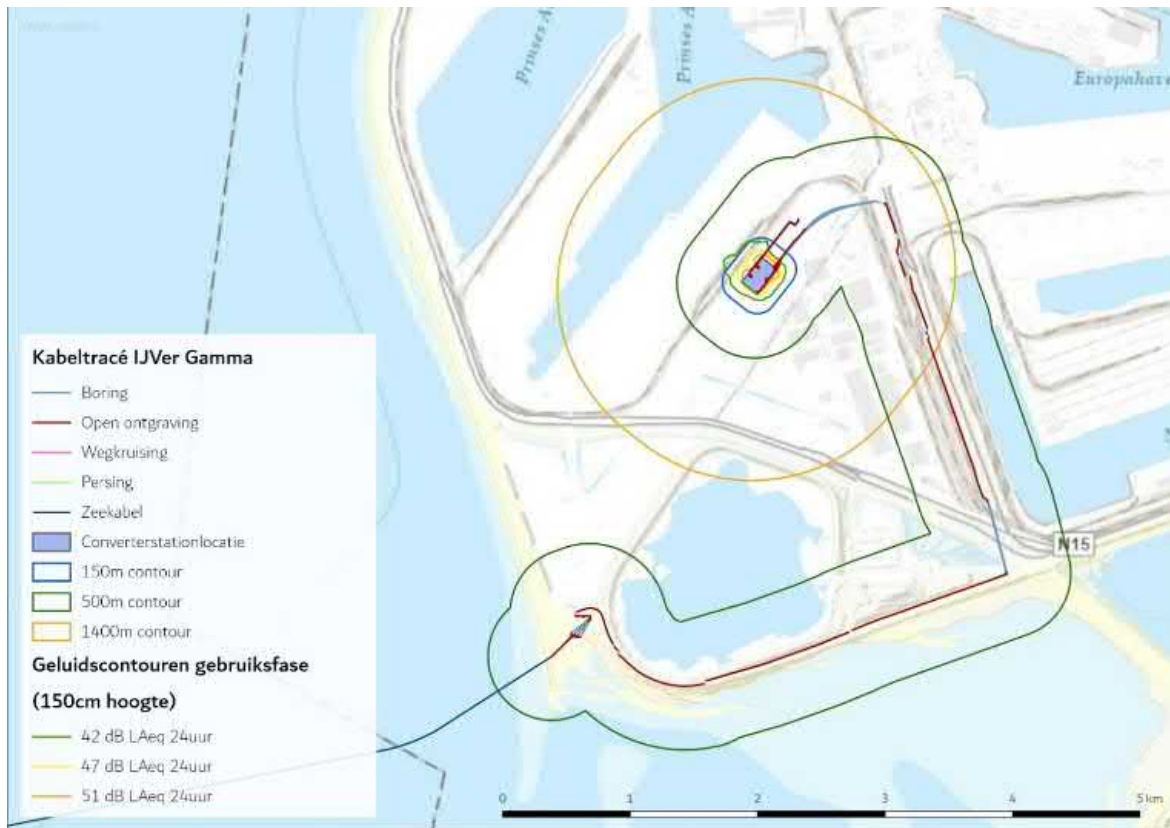 Prinses A
Prinses A
Europahave
Kabeltracé IJVer Gamma
Boring
Open ontgraving
Wegkruising
Persing
Zeekabel
Converterstationlocatie
150m contour
500m contour
1400m contour
Geluidscontouren gebruiksfase
(150cm hoogte)
42 dB LAeq 24uur
47 dB LAeq 24uur
51 dB LAeq 24uur
N15
0 1 2 3 4 5 km